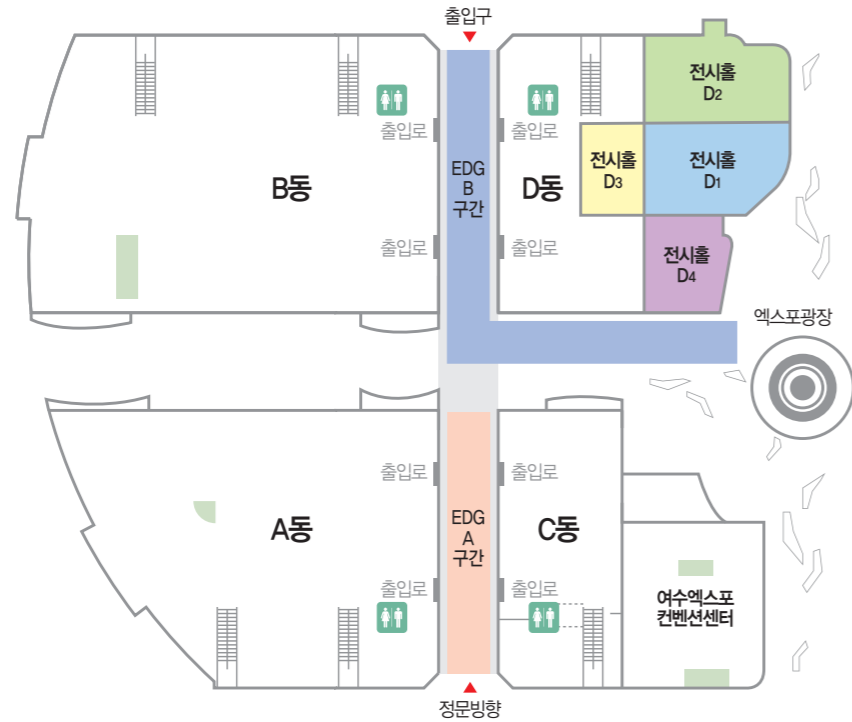 출입구
전시홀
D2
출입로
출입로
EDG
B
구간
B동
D동
전시홀
D3
전시홀
D1
출입로
출입로
전시홀
D4
엑스포광장
출입로
출입로
EDG
A
구간
A동
C동
출입로
출입로
여수엑스포
컨벤션센터
정문빙향